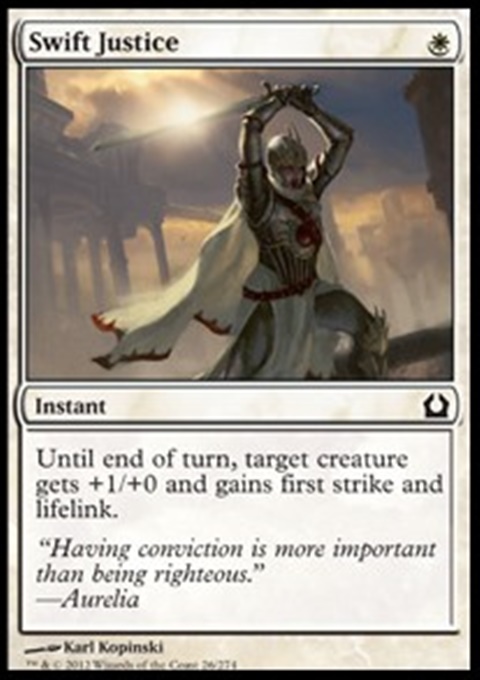 Swift Justice
Instant
Until end of turn, target creature
gets +1/+0 and gains first strike and
lifelink.
“Having conviction is more important
than being righteous.”
—Aurelia
Karl Kopinski
™ & © 2012 Wizards of the Coast 26/274